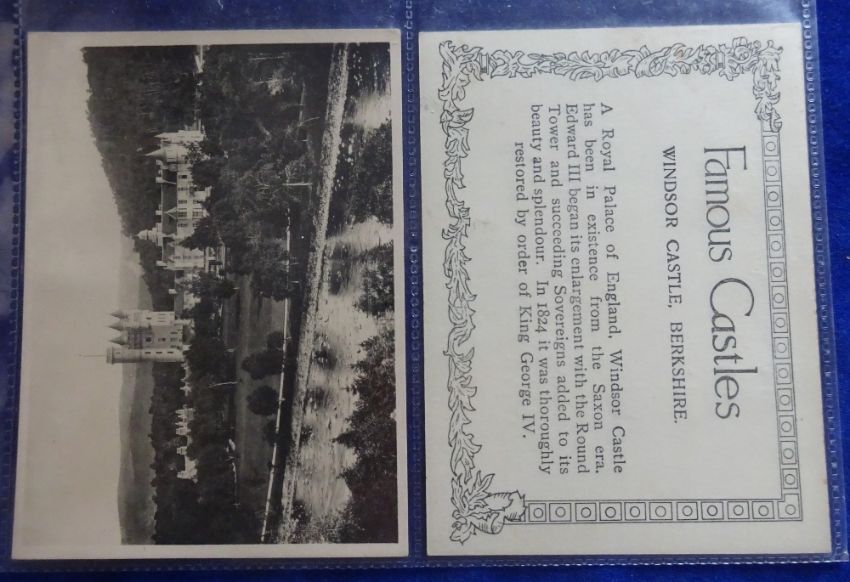 Famous Castles
WINDSOR CASTLE, BERKSHIRE.
A Royal Palace of England, Windsor Castle
has been in existence from the Saxon era.
Edward III began its enlargement with the Round
Tower and succeeding Sovereigns added to its
beauty and splendour. In 1824 it was thoroughly
restored by order of King George IV.